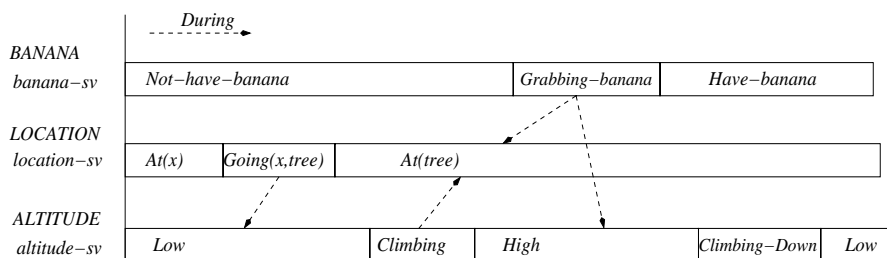 During
BANANA
banana-sv Not-have-banana Grabbing-banana Have-banana
LOCATION
location-sv At(x) Going(x,tree) At(tree)
ALTITUDE
altitude-sv Low Climbing High Climbing-Down Low